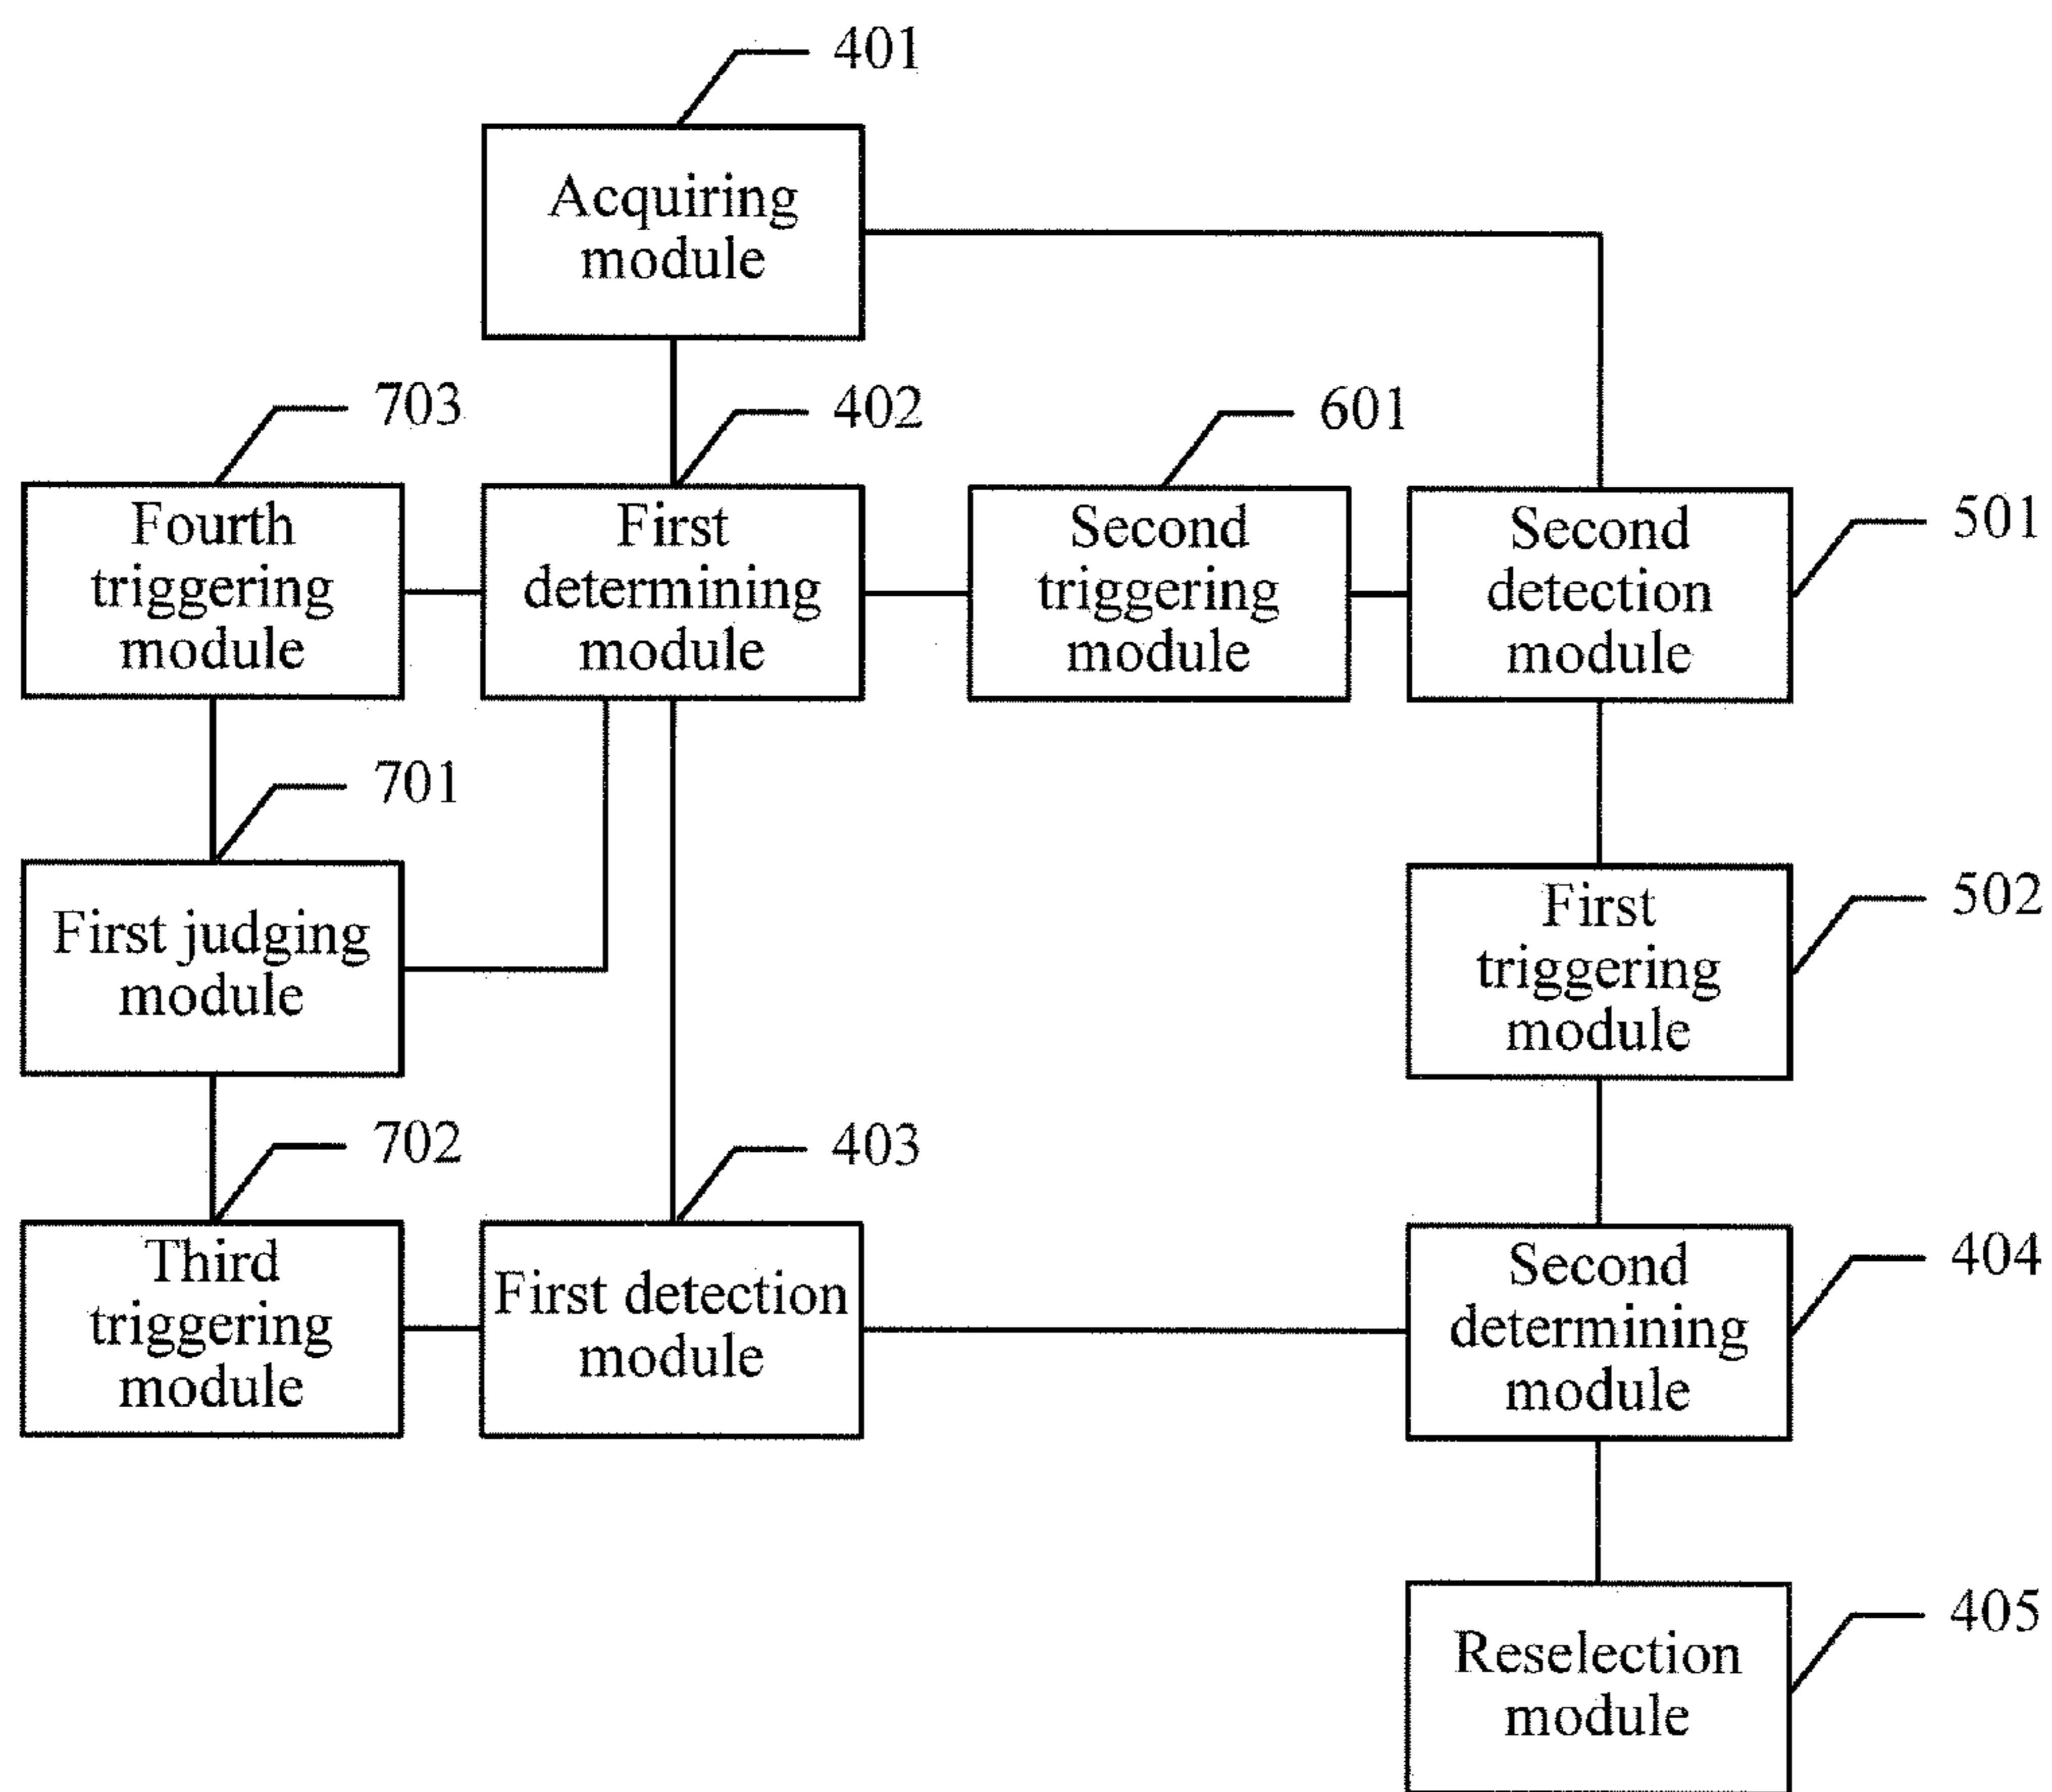 401
Acquiring
module
703
402
601
Fourth
triggering
module
First
determining
module
Second
triggering
module
Second
detection
module
501
701
First judging
module
First
triggering
module
502
702
403
Third
triggering
module
First detection
module
Second
determining
module
404
Reselection
module
405